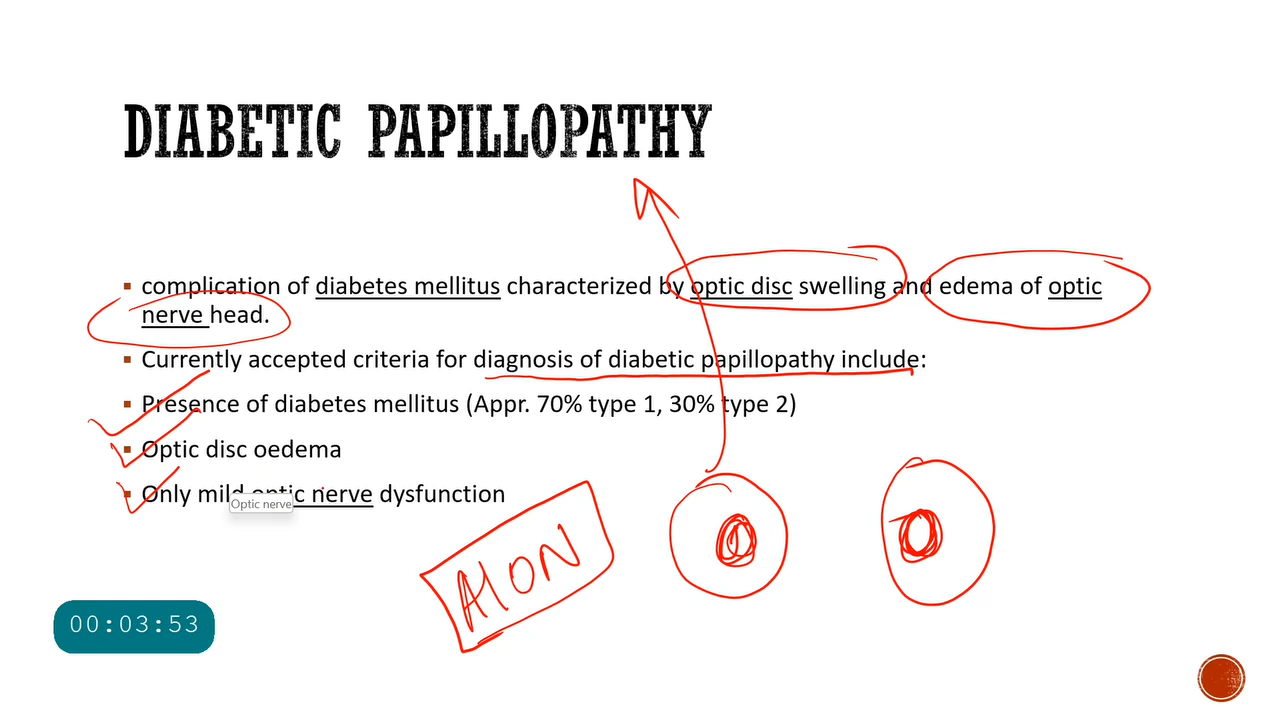 DIABETIC PAPILLOPATHY
complication of diabetes mellitus characterized by optic disc swelling and edema of optic
nerve head.
Currently accepted criteria for diagnosis of diabetic papillopathy include:
Presence of diabetes mellitus (Appr. 70% type 1, 30% type 2)
Optic disc oedema
Only mild optic nerve dysfunction
Optic nerve
AION
00:03:53